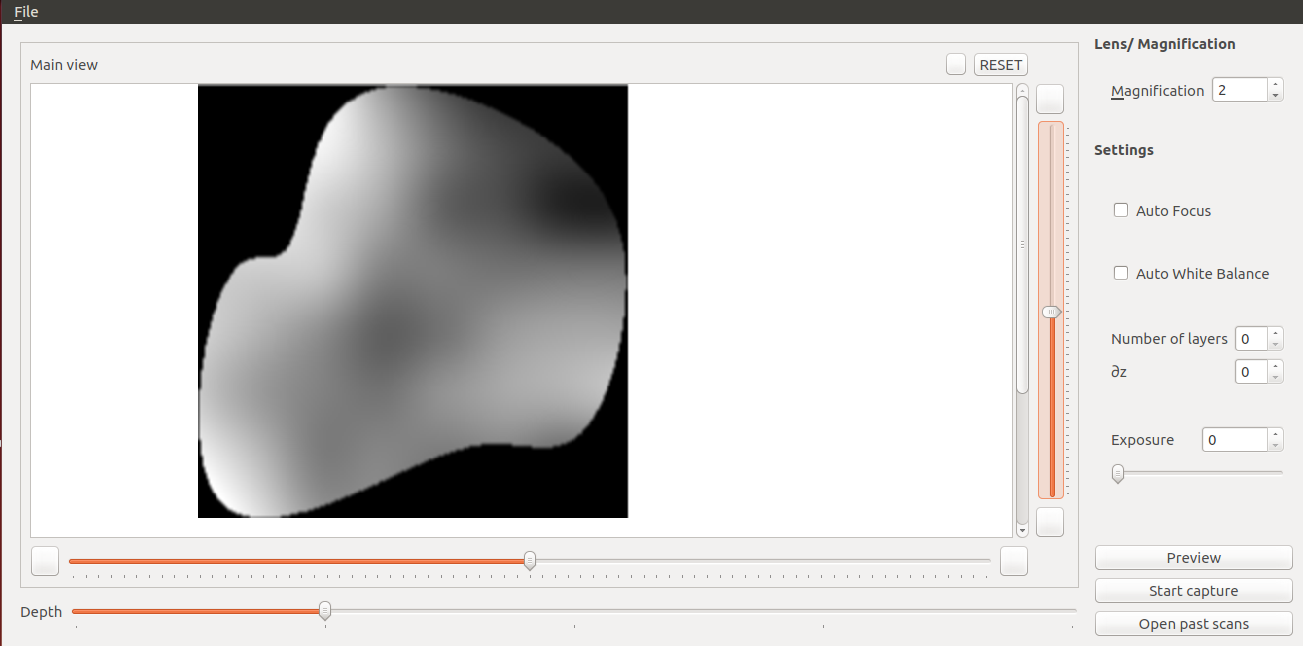 File
Main view
RESET
Lens/ Magnification
Magnification 2
Settings
Auto Focus
Auto White Balance
Number of layers 0
∂z 0
Exposure 0
Preview
Start capture
Open past scans
Depth